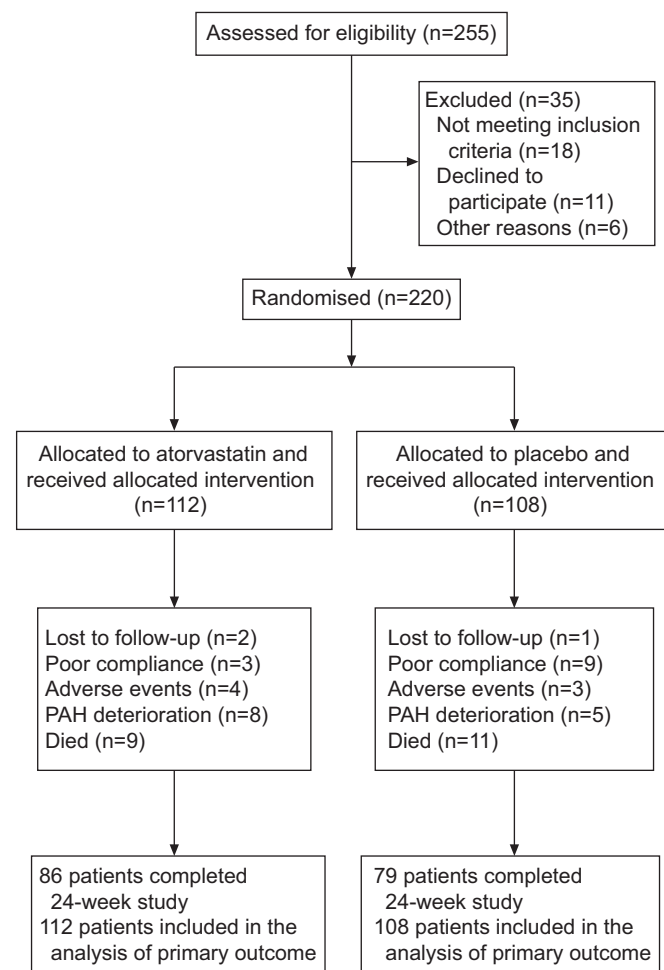 Assessed for eligibility (n=255)
Excluded (n=35)
Not meeting inclusion
criteria (n=18)
Declined to
participate (n=11)
Other reasons (n=6)
Randomised (n=220)
Allocated to atorvastatin and
received allocated intervention
(n=112)
Allocated to placebo and
received allocated intervention
(n=108)
Lost to follow-up (n=2)
Poor compliance (n=3)
Adverse events (n=4)
PAH deterioration (n=8)
Died (n=9)
Lost to follow-up (n=1)
Poor compliance (n=9)
Adverse events (n=3)
PAH deterioration (n=5)
Died (n=11)
86 patients completed
24-week study
112 patients included in the
analysis of primary outcome
79 patients completed
24-week study
108 patients included in the
analysis of primary outcome